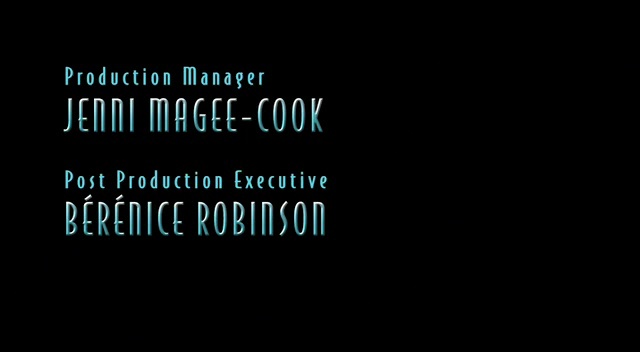 Production Manager
JENNI MAGEE-COOK
Post Production Executive
BÉRÉNICE ROBINSON